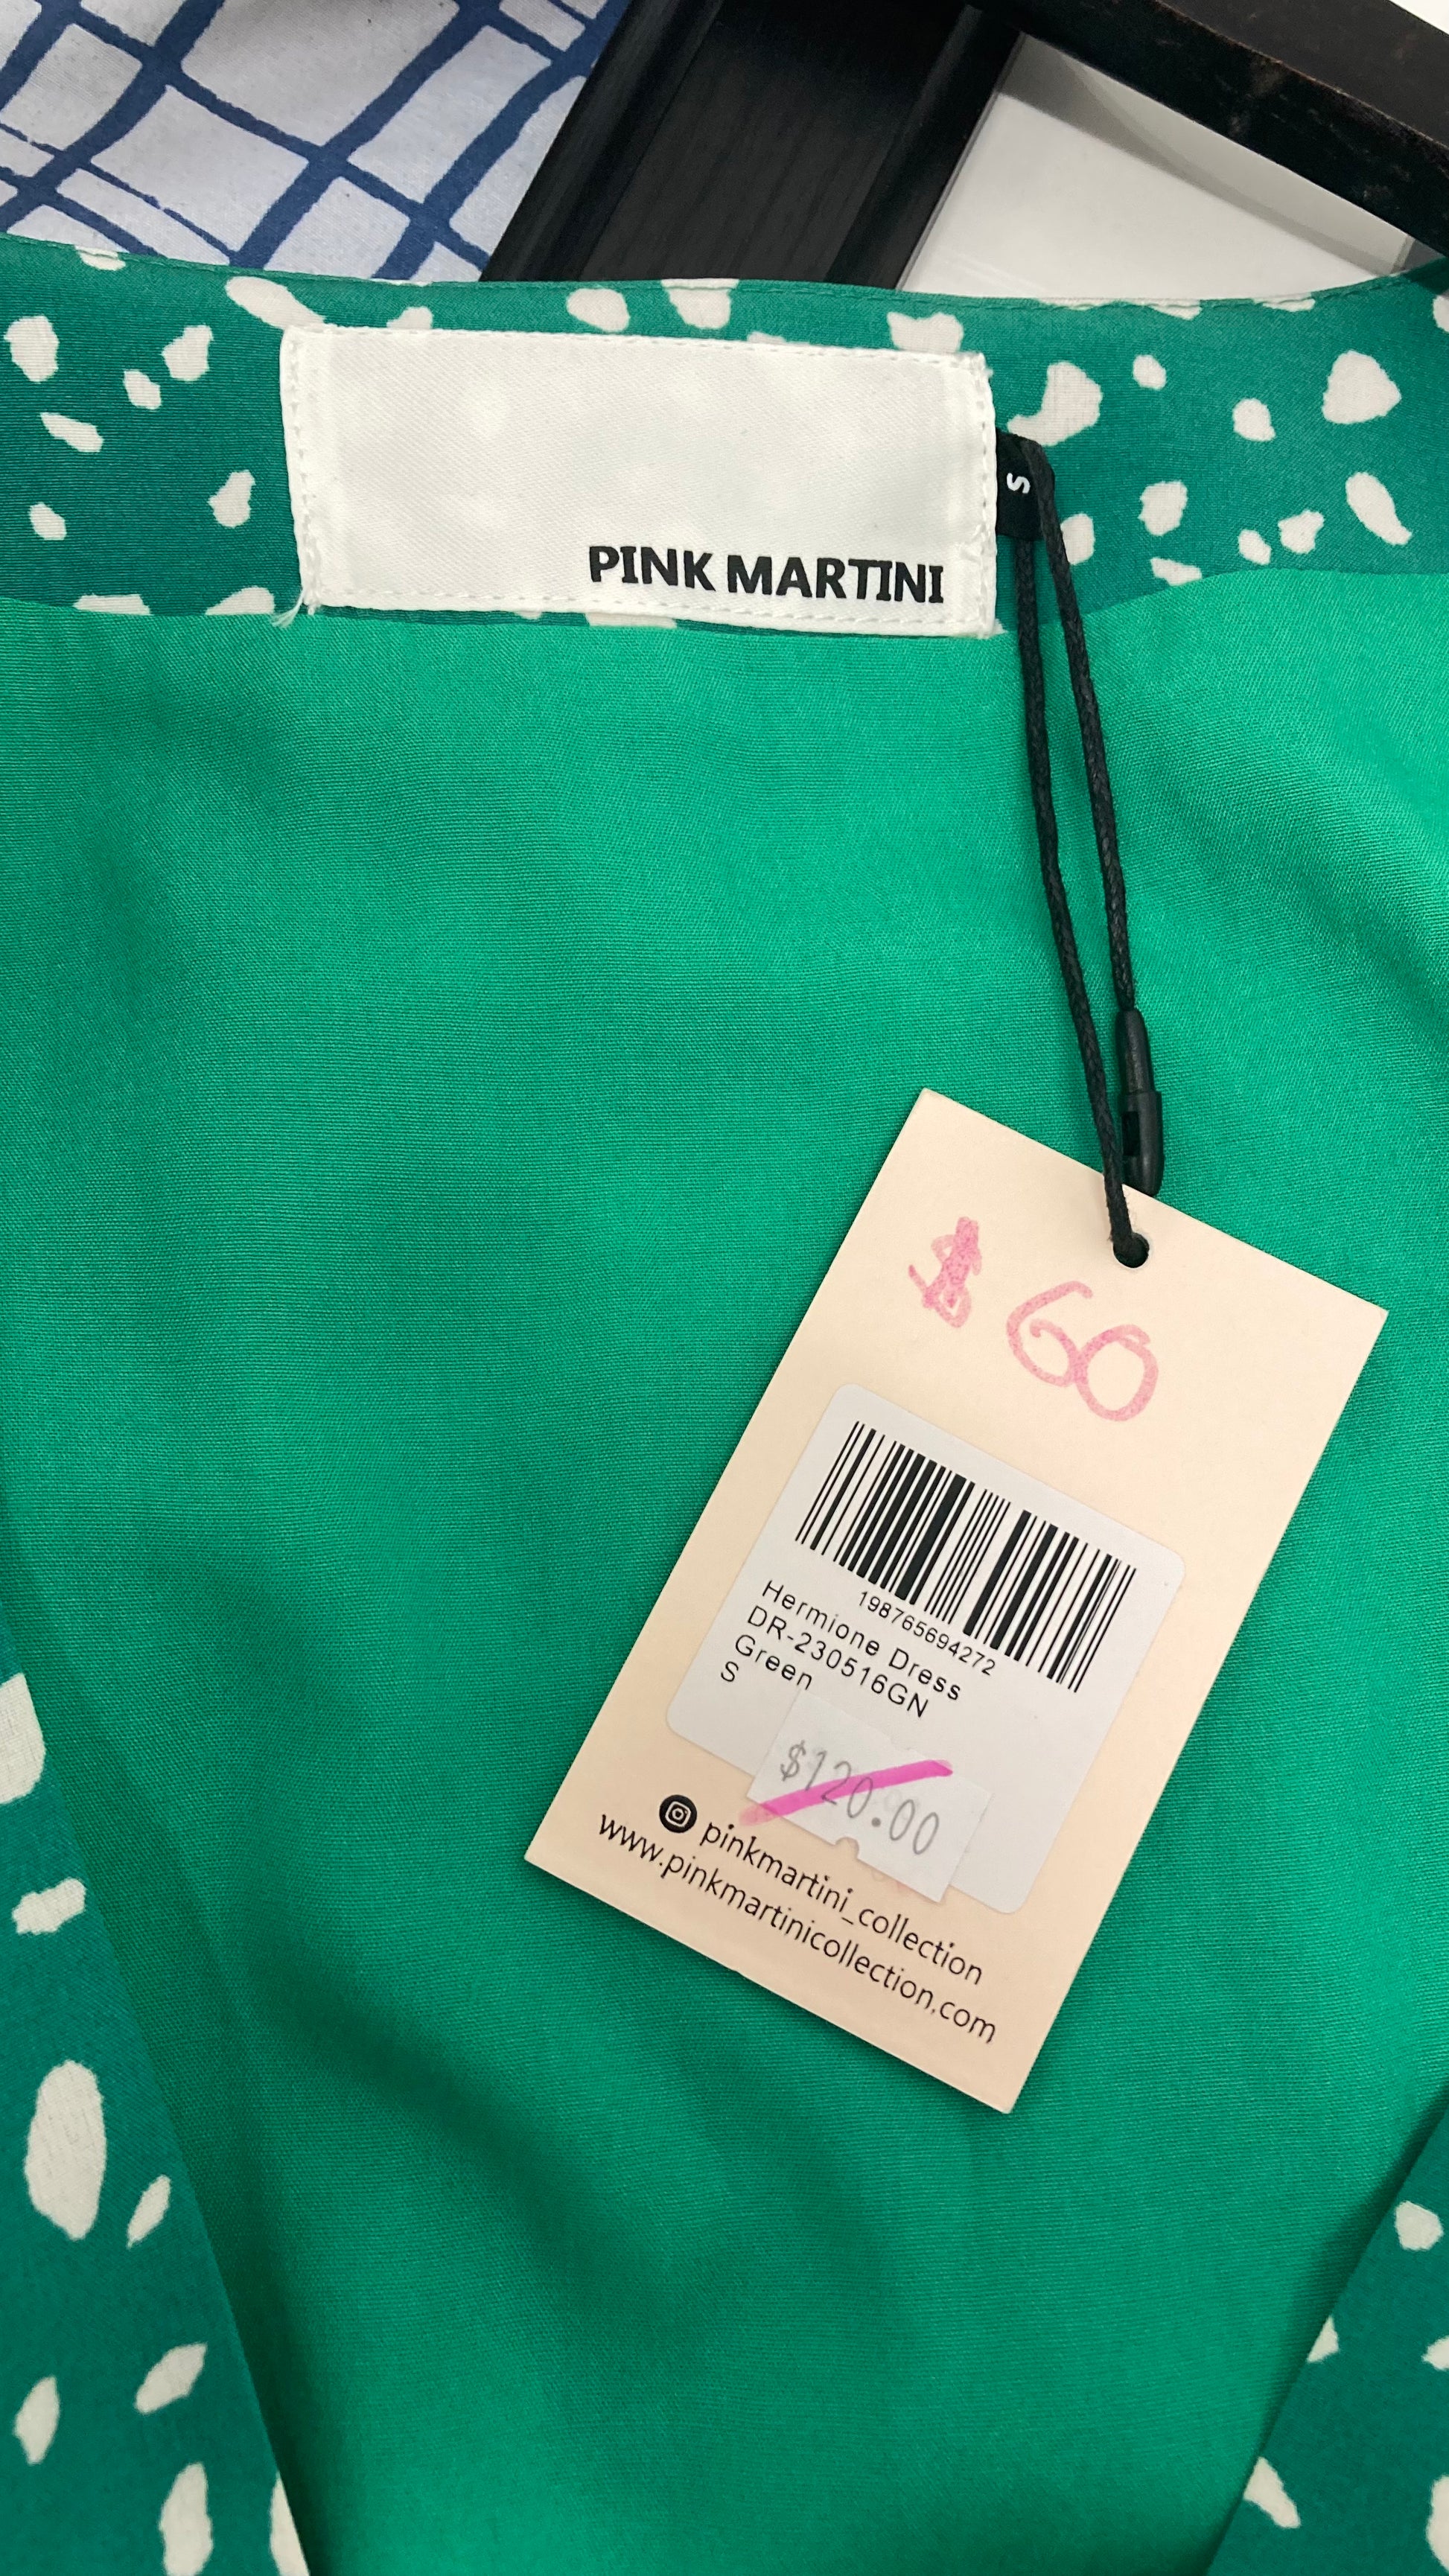 PINK MARTINI
S
$60
198765694272
Hermione Dress
DR-230516GN
Green
S
$120.00
pinkmartini_collection
www.pinkmartinicollection.com